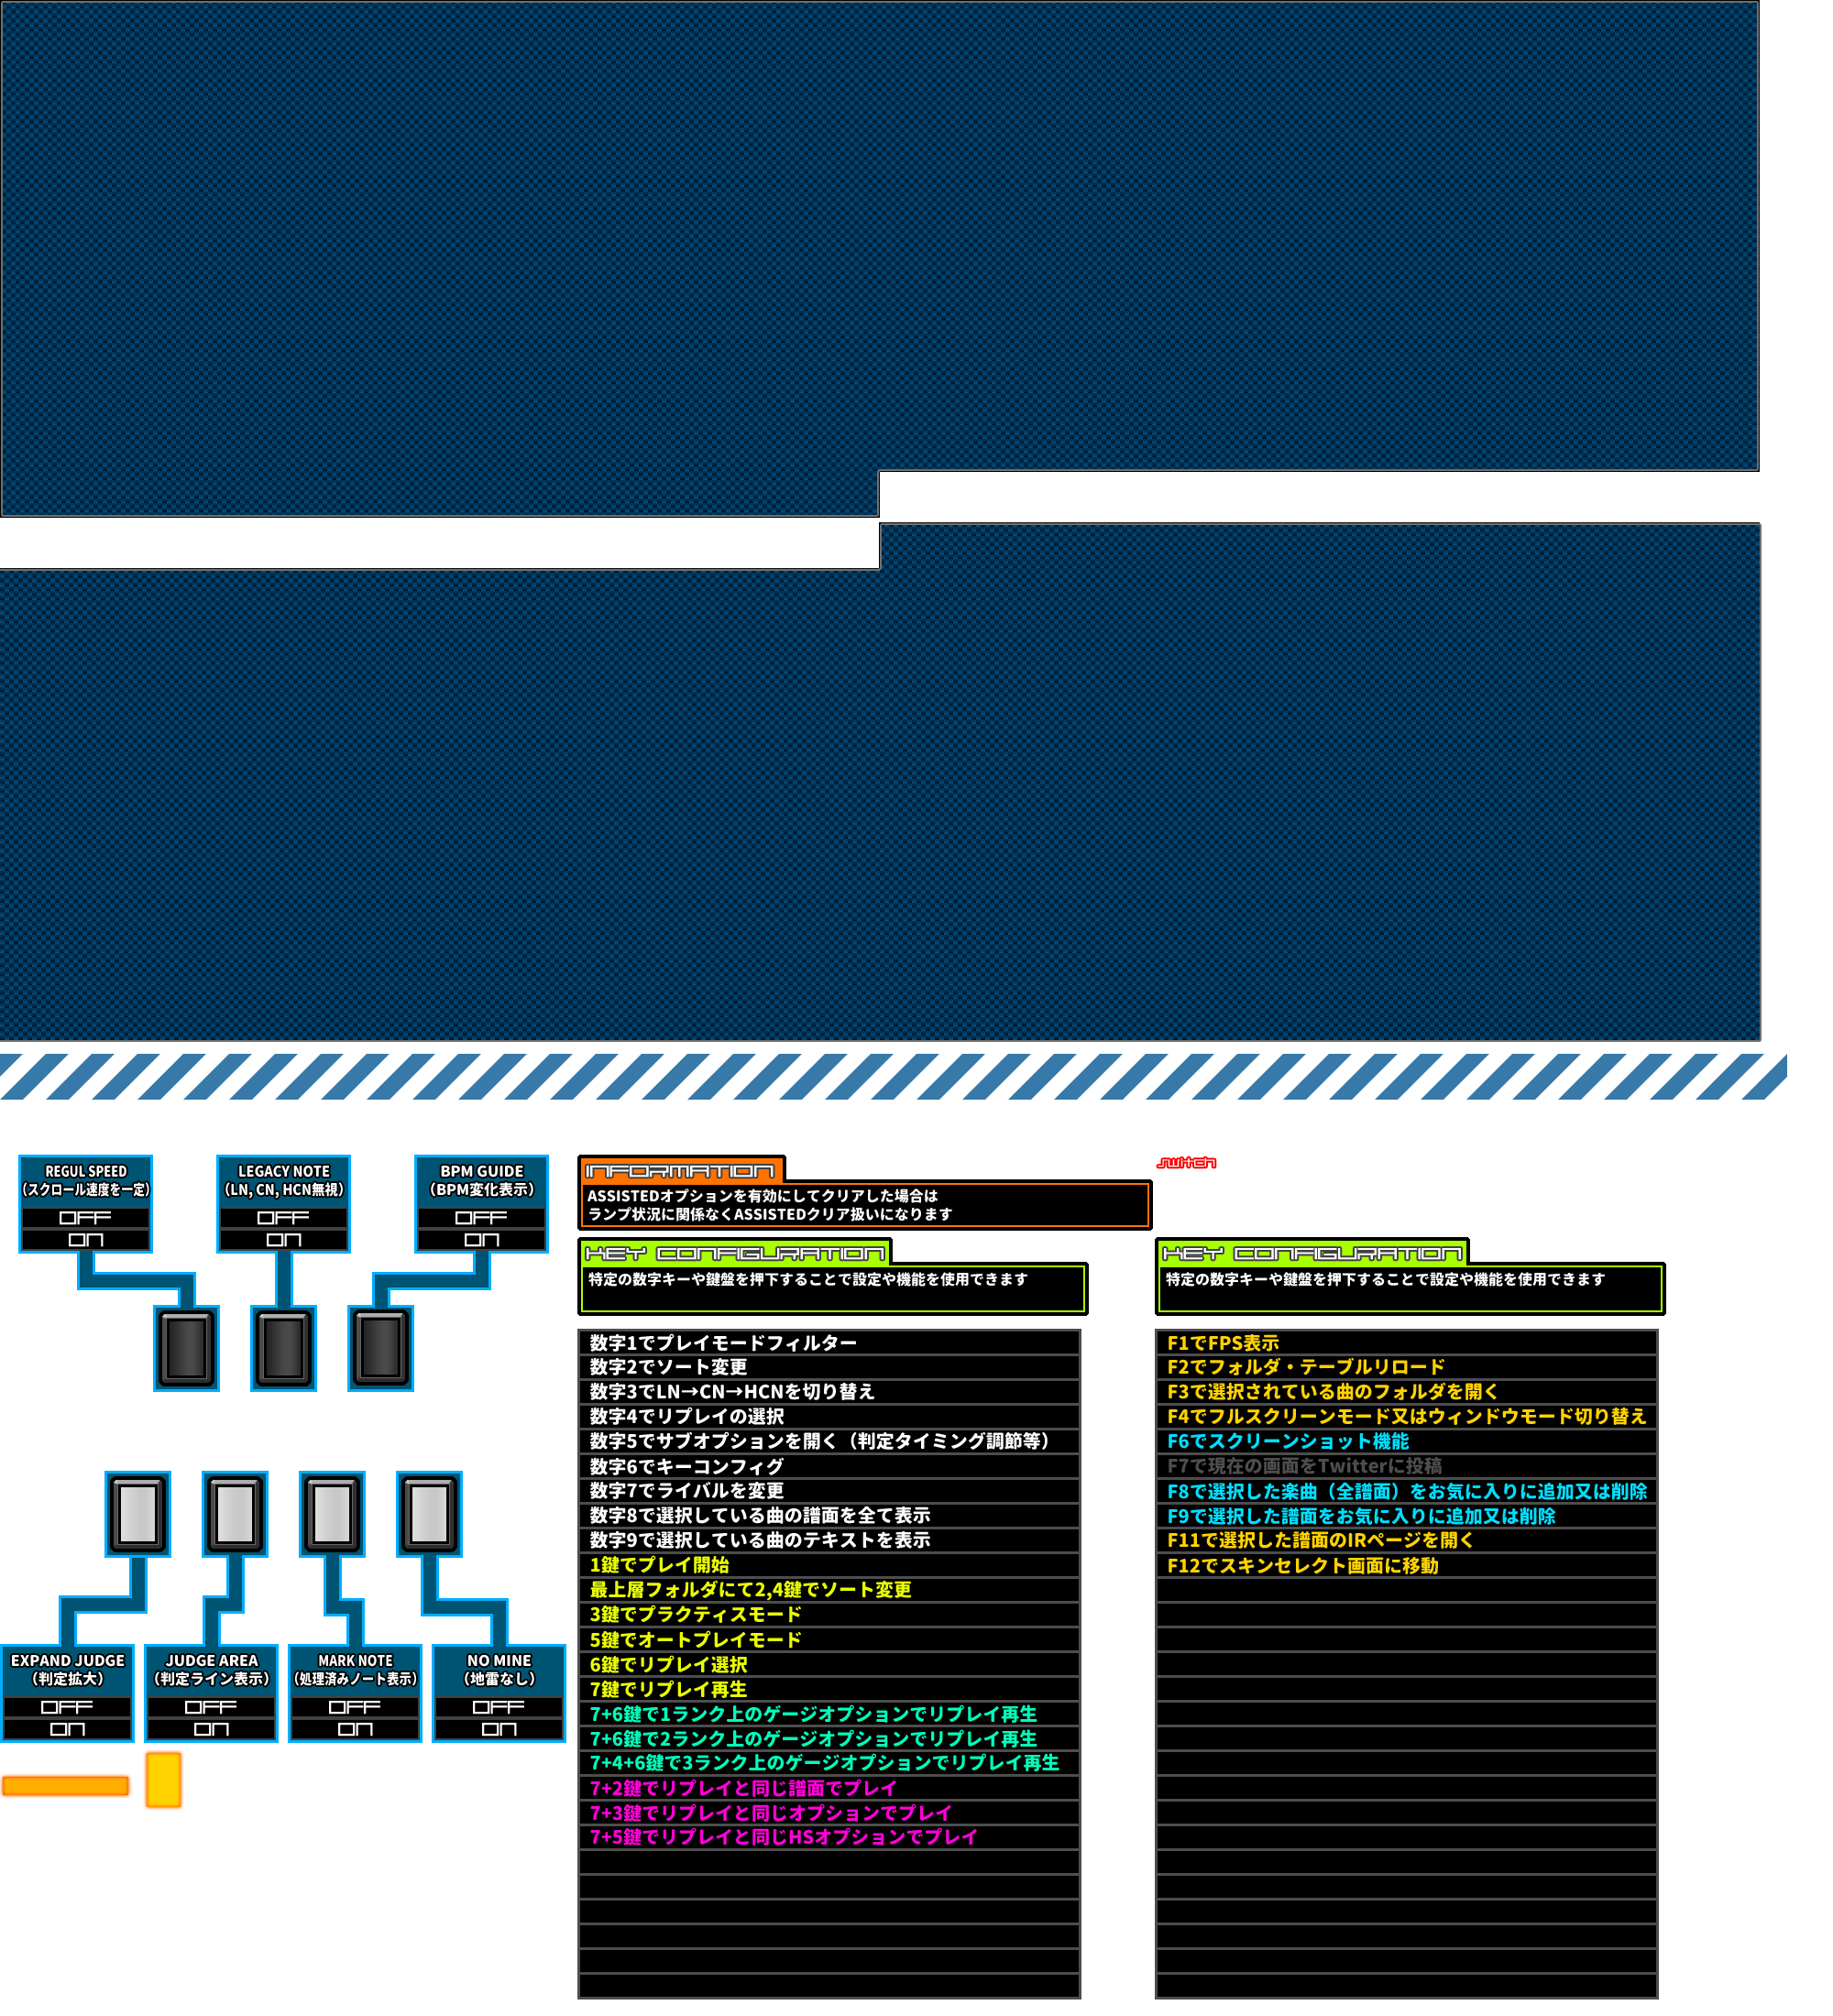 REGUL SPEED
（スクロール速度を一定）
OFF
ON
LEGACY NOTE
（LN, CN, HCN無視）
OFF
ON
BPM GUIDE
（BPM変化表示）
OFF
ON
EXPAND JUDGE
（判定拡大）
OFF
ON
JUDGE AREA
（判定ライン表示）
OFF
ON
MARK NOTE
（処理済みノート表示）
OFF
ON
NO MINE
（地雷なし）
OFF
ON
INFORMATION
ASSISTEDオプションを有効にしてクリアした場合は
ランプ状況に関係なくASSISTEDクリア扱いになります
KEY CONFIGURATION
特定の数字キーや鍵盤を押下することで設定や機能を使用できます
数字1でプレイモードフィルター
数字2でソート変更
数字3でLN→CN→HCNを切り替え
数字4でリプレイの選択
数字5でサブオプションを開く（判定タイミング調節等）
数字6でキーコンフィグ
数字7でライバルを変更
数字8で選択している曲の譜面を全て表示
数字9で選択している曲のテキストを表示
1鍵でプレイ開始
最上層フォルダにて2,4鍵でソート変更
3鍵でプラクティスモード
5鍵でオートプレイモード
6鍵でリプレイ選択
7鍵でリプレイ再生
7+6鍵で1ランク上のゲージオプションでリプレイ再生
7+6鍵で2ランク上のゲージオプションでリプレイ再生
7+4+6鍵で3ランク上のゲージオプションでリプレイ再生
7+2鍵でリプレイと同じ譜面でプレイ
7+3鍵でリプレイと同じオプションでプレイ
7+5鍵でリプレイと同じHSオプションでプレイ
switch
KEY CONFIGURATION
特定の数字キーや鍵盤を押下することで設定や機能を使用できます
F1でFPS表示
F2でフォルダ・テーブルリロード
F3で選択されている曲のフォルダを開く
F4でフルスクリーンモード又はウィンドウモード切り替え
F6でスクリーンショット機能
F7で現在の画面をTwitterに投稿
F8で選択した楽曲（全譜面）をお気に入りに追加又は削除
F9で選択した譜面をお気に入りに追加又は削除
F11で選択した譜面のIRページを開く
F12でスキンセレクト画面に移動